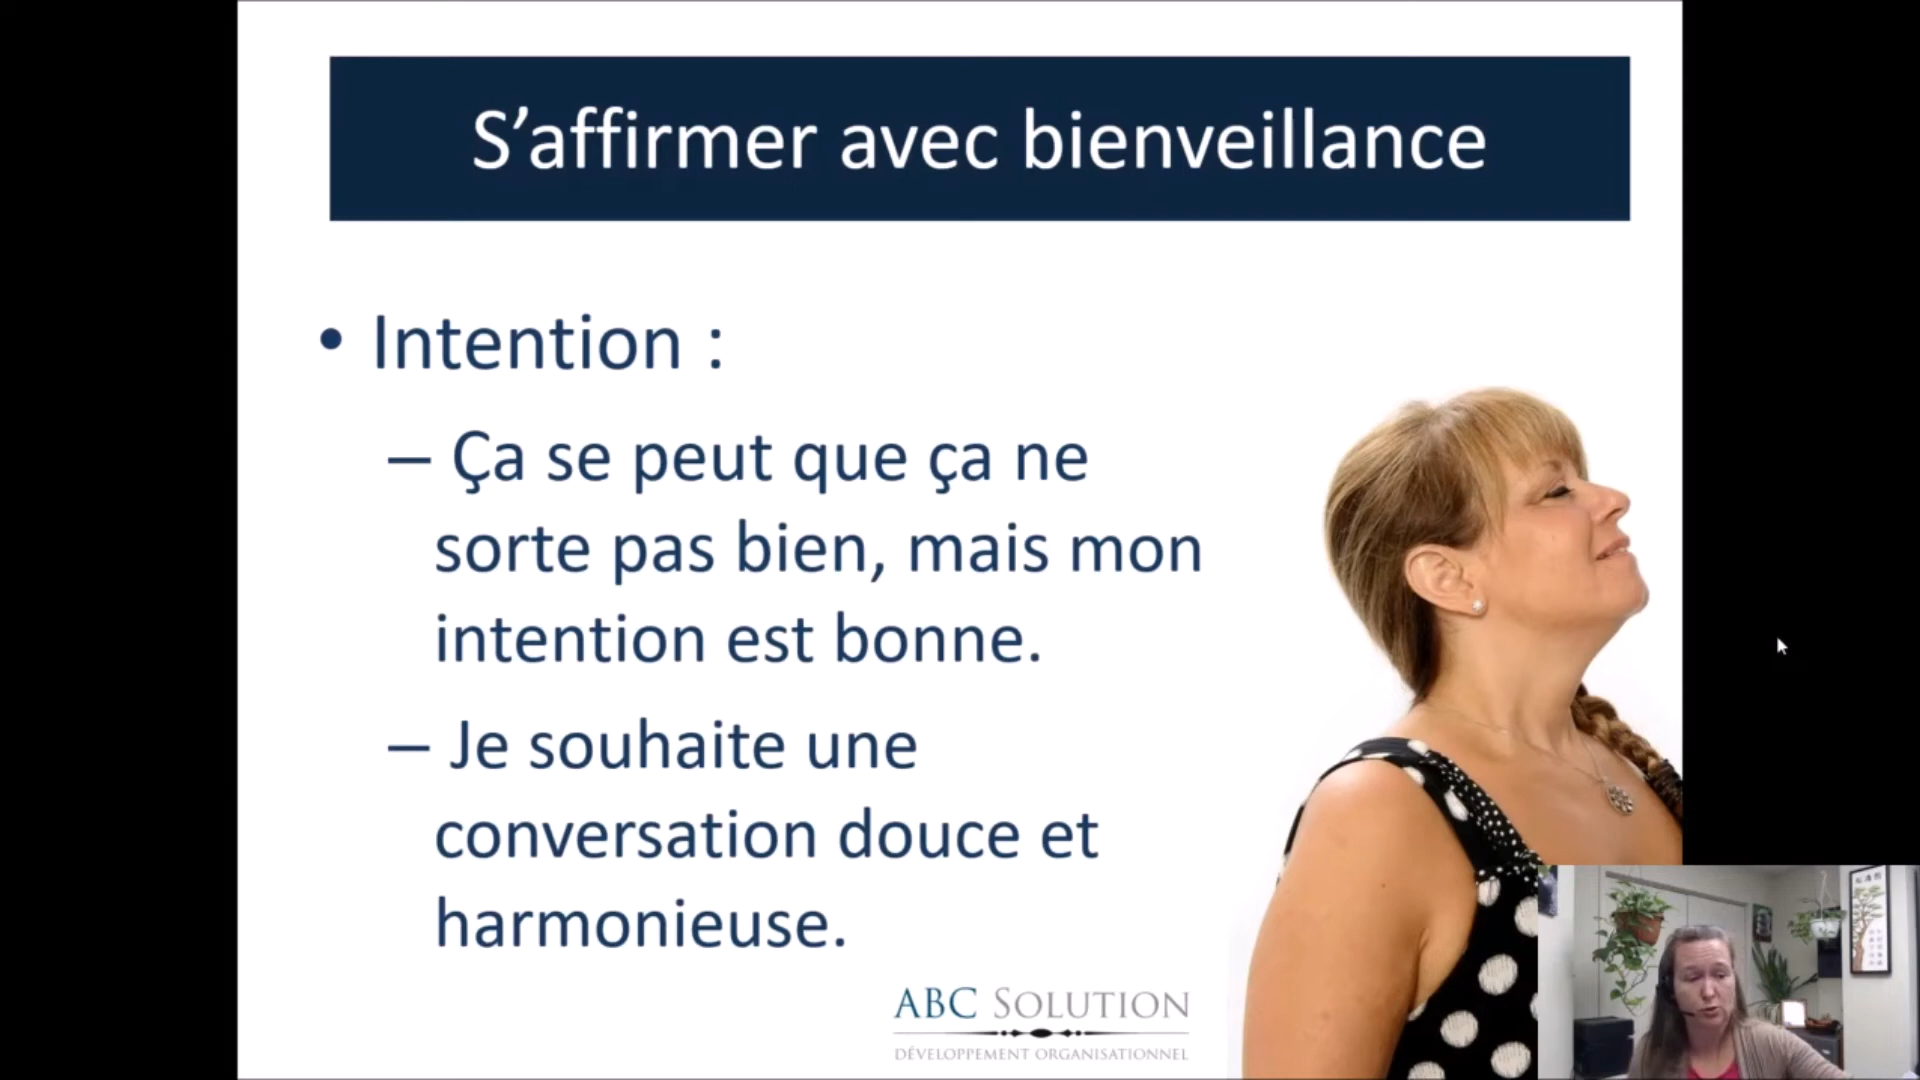 S’affirmer avec bienveillance
• Intention :
– Ça se peut que ça ne
sorte pas bien, mais mon
intention est bonne.
– Je souhaite une
conversation douce et
harmonieuse.
ABC SOLUTION
DÉVELOPPEMENT ORGANISATIONNEL